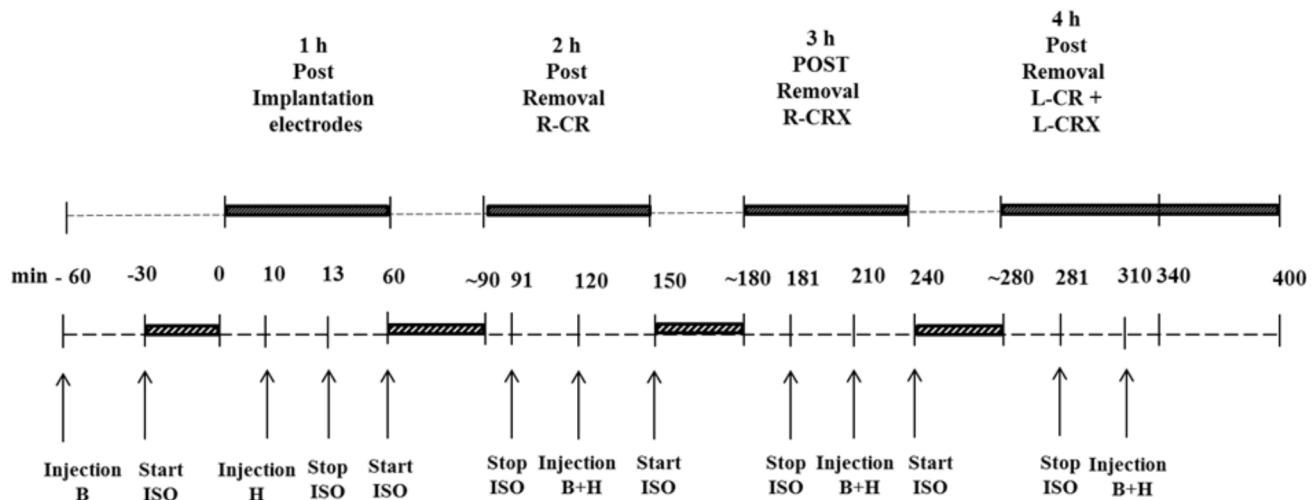 1 h
Post
Implantation
electrodes
2 h
Post
Removal
R-CR
3 h
POST
Removal
R-CRX
4 h
Post
Removal
L-CR +
L-CRX
min - 60 -30 0 10 13 60 ~90 91 120 150 ~180 181 210 240 ~280 281 310 340 400
Injection
B
Start
ISO
Injection
H
Stop
ISO
Start
ISO
Stop
ISO
Injection
B+H
Start
ISO
Stop
ISO
Injection
B+H
Start
ISO
Stop
ISO
Injection
B+H